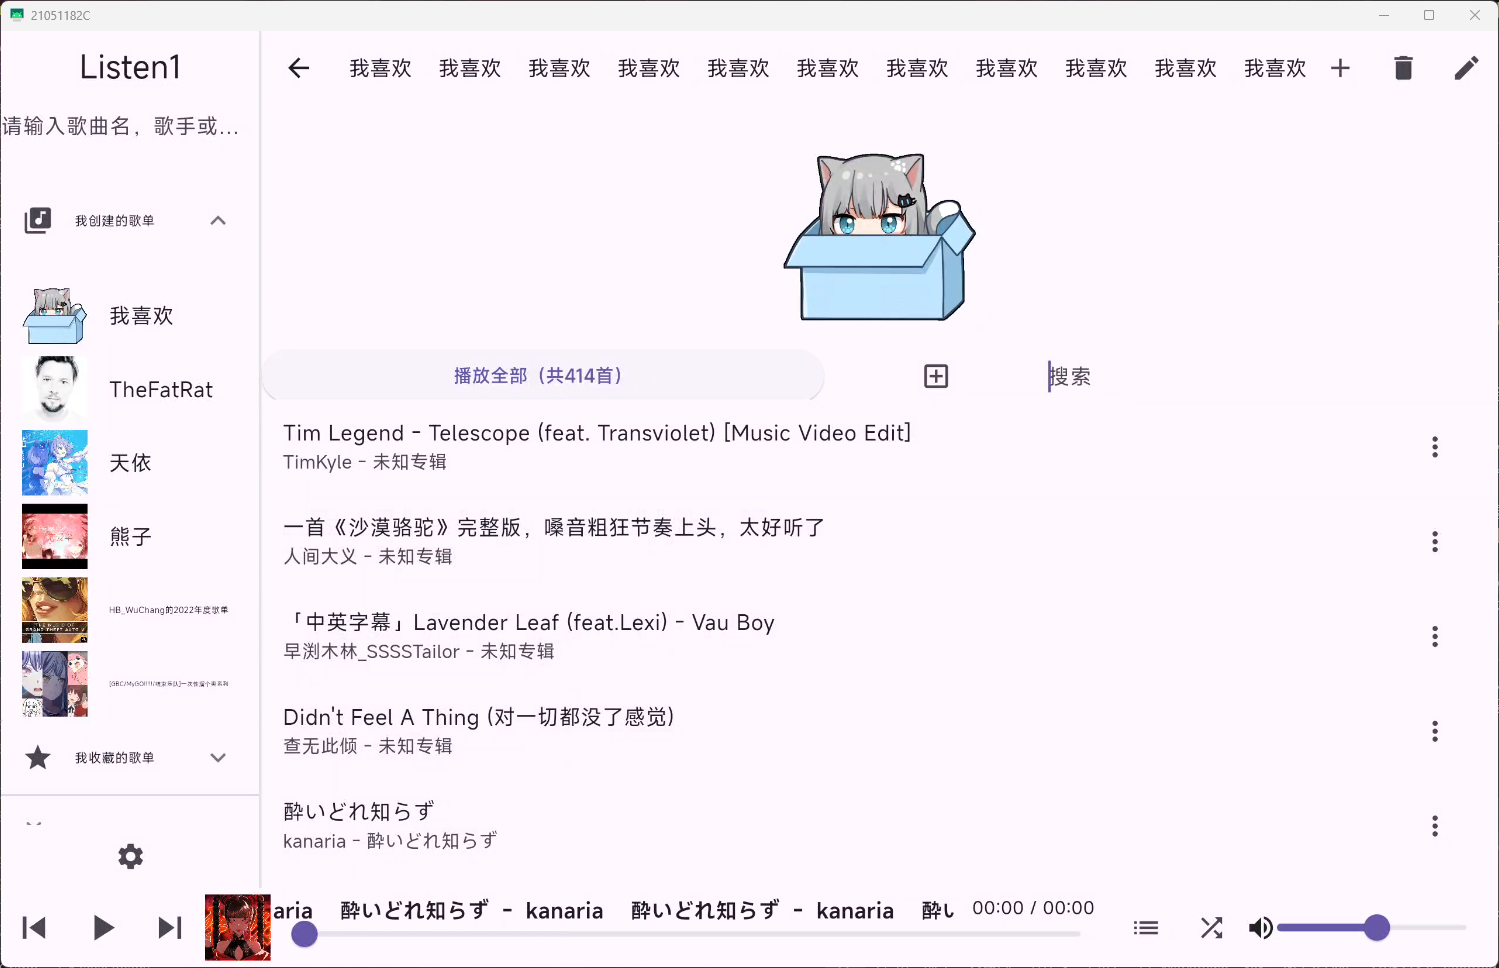 21051182C
Listen1
请输入歌曲名，歌手或...
我创建的歌单
我喜欢
TheFatRat
天依
熊子
HB_WuChang的2022年度歌单
我收藏的歌单
我喜欢 我喜欢 我喜欢 我喜欢 我喜欢 我喜欢 我喜欢 我喜欢 我喜欢 我喜欢 我喜欢
播放全部（共414首）
搜索
Tim Legend - Telescope (feat. Transviolet) [Music Video Edit]
TimKyle - 未知专辑
一首《沙漠骆驼》完整版，嗓音粗狂节奏上头，太好听了
人间大义 - 未知专辑
「中英字幕」Lavender Leaf (feat.Lexi) - Vau Boy
早渕木林_SSSSTailor - 未知专辑
Didn't Feel A Thing (对一切都没了感觉)
查无此倾 - 未知专辑
酔いどれ知らず
kanaria - 酔いどれ知らず
aria 酔いどれ知らず - kanaria 酔いどれ知らず - kanaria 酔い
00:00 / 00:00